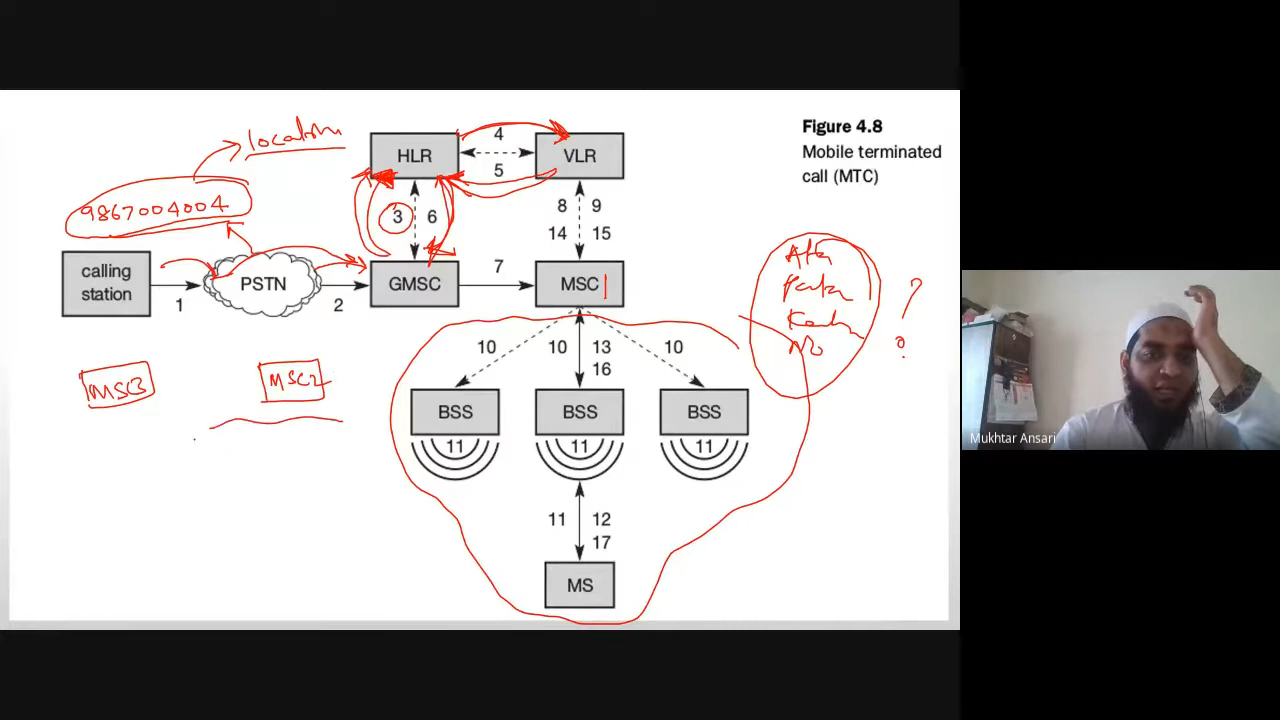 Figure 4.8
Mobile terminated
call (MTC)
location
HLR
4
5
VLR
9867004004
3
6
8
9
14
15
calling
station
1
PSTN
2
GMSC
7
MSC 1
10
10
13
16
10
MSC3
MSC2
BSS
BSS
BSS
11
11
11
11
12
17
MS
No
?
?
Mukhtar Ansari